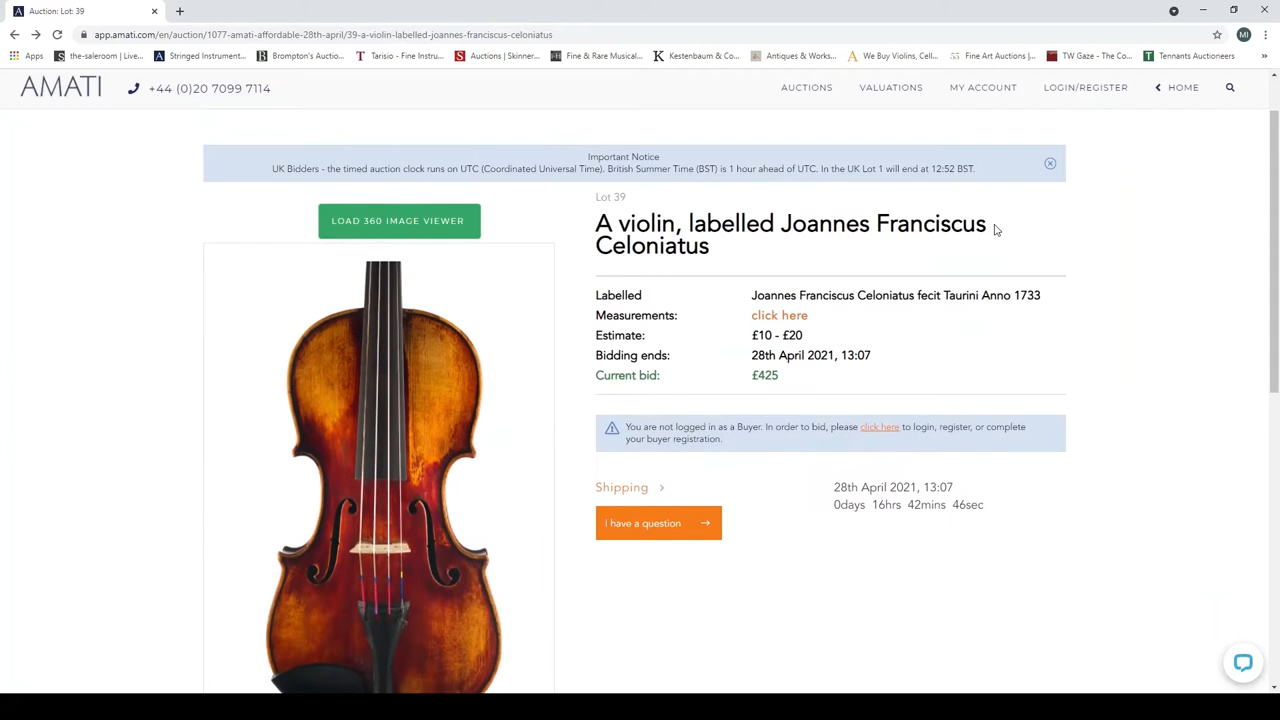 Auction: Lot: 39
app.amati.com/en/auction/1077-amati-affordable-28th-april/39-a-violin-labelled-joannes-franciscus-celoniatus
MI
Apps
the-saleroom | Live...
Stringed Instrument...
Brompton's Auctio...
Tarisio - Fine Instru...
Auctions | Skinner...
Fine & Rare Musical...
Kestenbaum & Co...
Antiques & Works...
We Buy Violins, Cell...
Fine Art Auctions |...
TW Gaze - The Co...
Tennants Auctioneers
AMATI
+44 (0)20 7099 7114
AUCTIONS
VALUATIONS
MY ACCOUNT
LOGIN/REGISTER
HOME
Important Notice
UK Bidders - the timed auction clock runs on UTC (Coordinated Universal Time). British Summer Time (BST) is 1 hour ahead of UTC. In the UK Lot 1 will end at 12:52 BST.
LOAD 360 IMAGE VIEWER
Lot 39
A violin, labelled Joannes Franciscus
Celoniatus
Labelled Joannes Franciscus Celoniatus fecit Taurini Anno 1733
Measurements: click here
Estimate: £10 - £20
Bidding ends: 28th April 2021, 13:07
Current bid: £425
You are not logged in as a Buyer. In order to bid, please click here to login, register, or complete
your buyer registration.
Shipping
28th April 2021, 13:07
0days 16hrs 42mins 46sec
I have a question